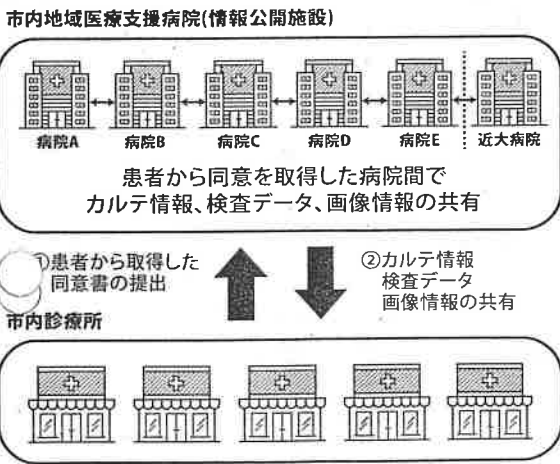 市内地域医療支援病院(情報公開施設)
病院A 病院B 病院C 病院D 病院E 近大病院
患者から同意を取得した病院間で
カルテ情報、検査データ、画像情報の共有
①患者から取得した
同意書の提出
②カルテ情報
検査データ
画像情報の共有
市内診療所